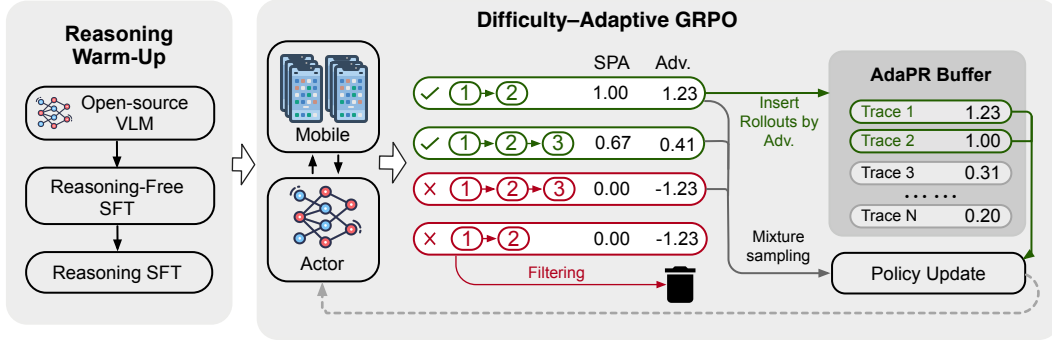 Reasoning
Warm-Up
Open-source
VLM
Reasoning-Free
SFT
Reasoning SFT
Difficulty–Adaptive GRPO
Mobile
Actor
SPA Adv.
1 2 1.00 1.23
1 2 3 0.67 0.41
1 2 3 0.00 -1.23
1 2 0.00 -1.23
Filtering
Insert
Rollouts by
Adv.
Mixture
sampling
AdaPR Buffer
Trace 1 1.23
Trace 2 1.00
Trace 3 0.31
... ...
Trace N 0.20
Policy Update